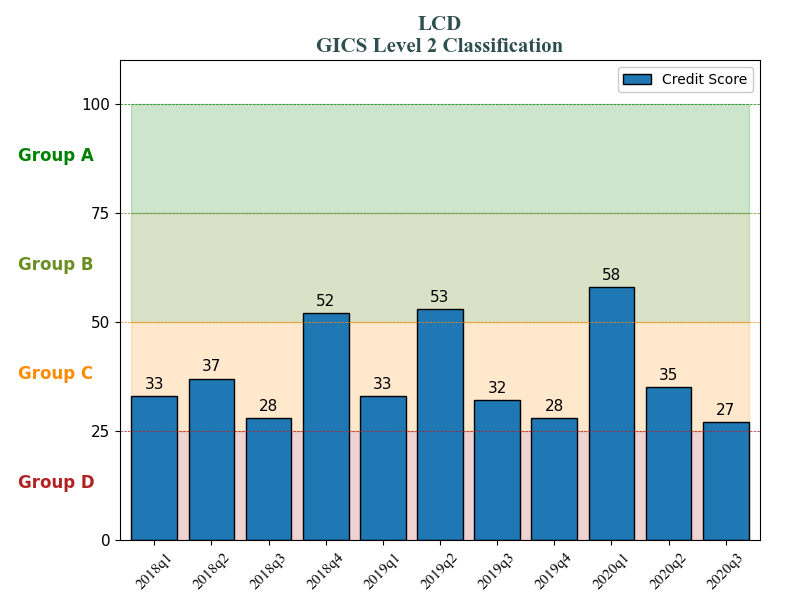 LCD
GICS Level 2 Classification
Credit Score
100
Group A
75
Group B
58
53
52
50
37
35
Group C
33
33
32
28
28
27
25
Group D
0
2018q1 2018q2 2018q3 2018q4 2019q1 2019q2 2019q3 2019q4 2020q1 2020q2 2020q3